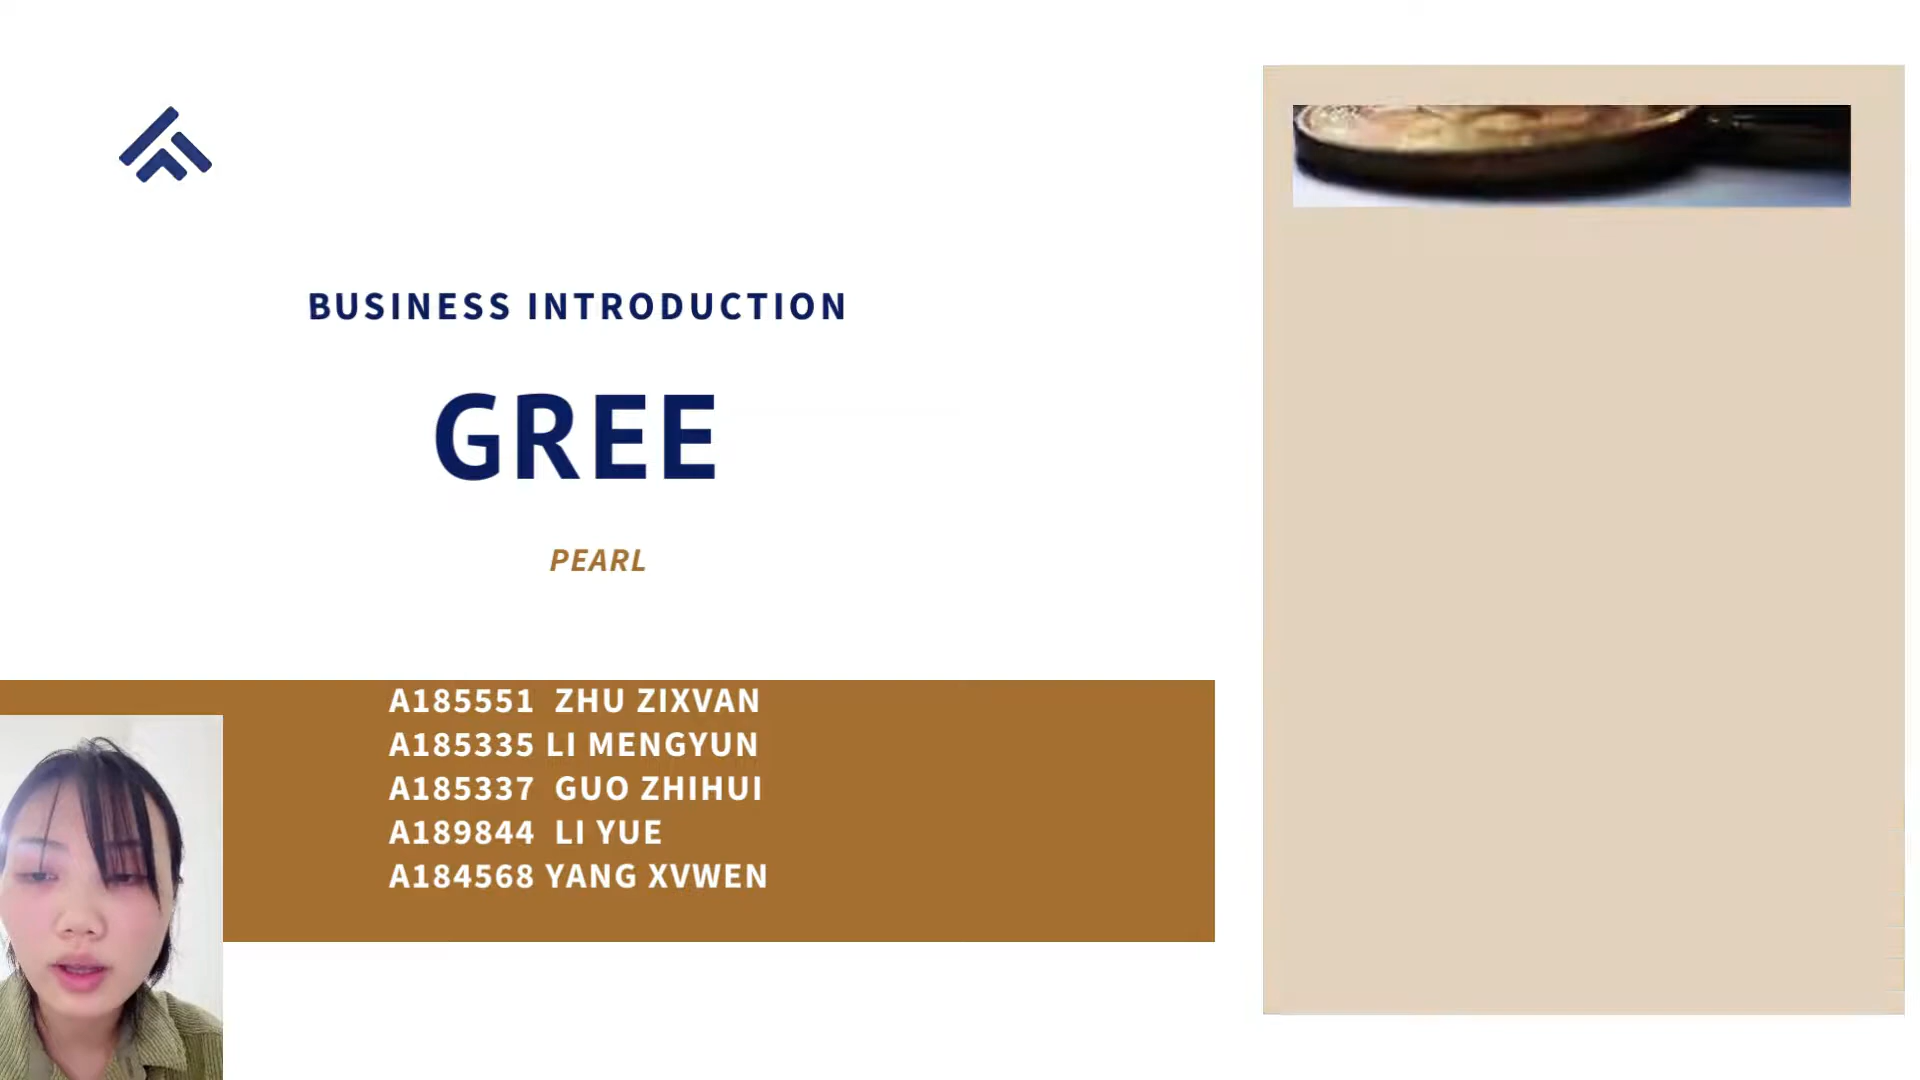 BUSINESS INTRODUCTION
GREE
PEARL
A185551 ZHU ZIXVAN
A185335 LI MENGYUN
A185337 GUO ZHIHUI
A189844 LI YUE
A184568 YANG XVWEN